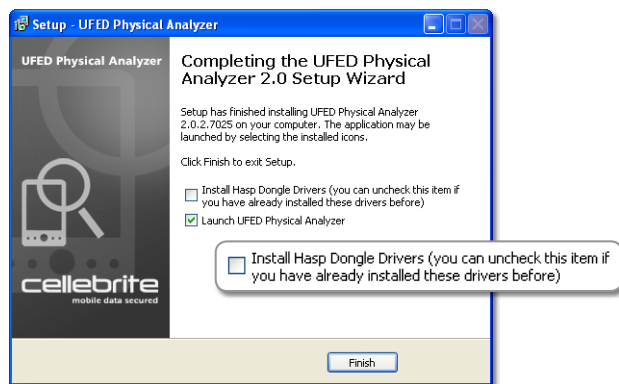 Setup - UFED Physical Analyzer
UFED Physical Analyzer
Completing the UFED Physical
Analyzer 2.0 Setup Wizard
Setup has finished installing UFED Physical Analyzer
2.0.2.7025 on your computer. The application may be
launched by selecting the installed icons.
Click Finish to exit Setup.
Install Hasp Dongle Drivers (you can uncheck this item if
you have already installed these drivers before)
Launch UFED Physical Analyzer
Install Hasp Dongle Drivers (you can uncheck this item if
you have already installed these drivers before)
cellebrite
mobile data secured
Finish